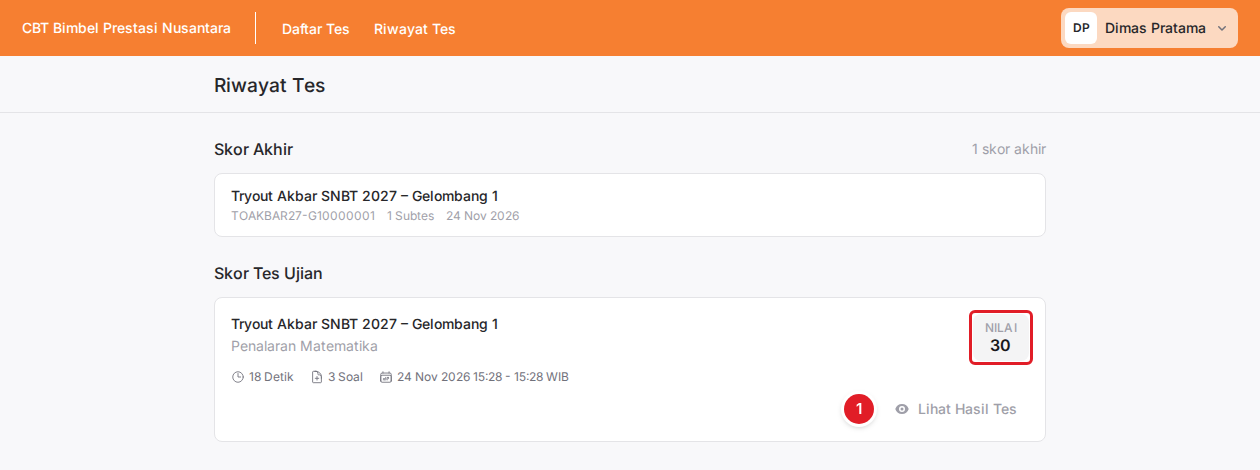 CBT Bimbel Prestasi Nusantara
Daftar Tes
Riwayat Tes
DP
Dimas Pratama
Riwayat Tes
Skor Akhir
1 skor akhir
Tryout Akbar SNBT 2027 – Gelombang 1
TOAKBAR27-G10000001 1 Subtes 24 Nov 2026
Skor Tes Ujian
Tryout Akbar SNBT 2027 – Gelombang 1
NILAI
30
Penalaran Matematika
18 Detik 3 Soal 24 Nov 2026 15:28 - 15:28 WIB
1
Lihat Hasil Tes